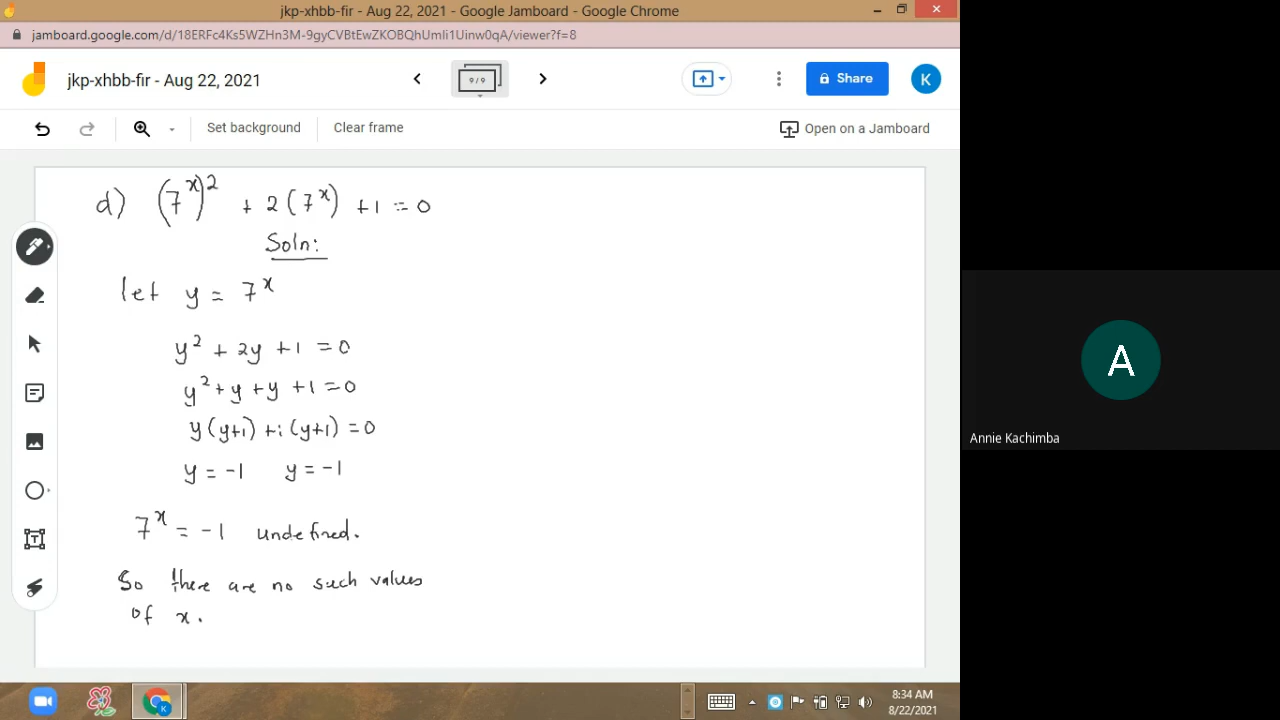 jkp-xhbb-fir - Aug 22, 2021 - Google Jamboard - Google Chrome
jamboard.google.com/d/18ERFc4Ks5WZHn3M-9gyCVBtEwZKOBQhUmli1Uinw0qA/viewer?f=8
jkp-xhbb-fir - Aug 22, 2021
9/9
Share
K
Set background
Clear frame
Open on a Jamboard
d) (7^x)^2 + 2(7^x) + 1 = 0
Soln:
let y = 7^x
y^2 + 2y + 1 = 0
y^2 + y + y + 1 = 0
y(y+1) + 1(y+1) = 0
y = -1 y = -1
7^x = -1 undefined.
So there are no such values
of x.
A
Annie Kachimba
K
8:34 AM
8/22/2021